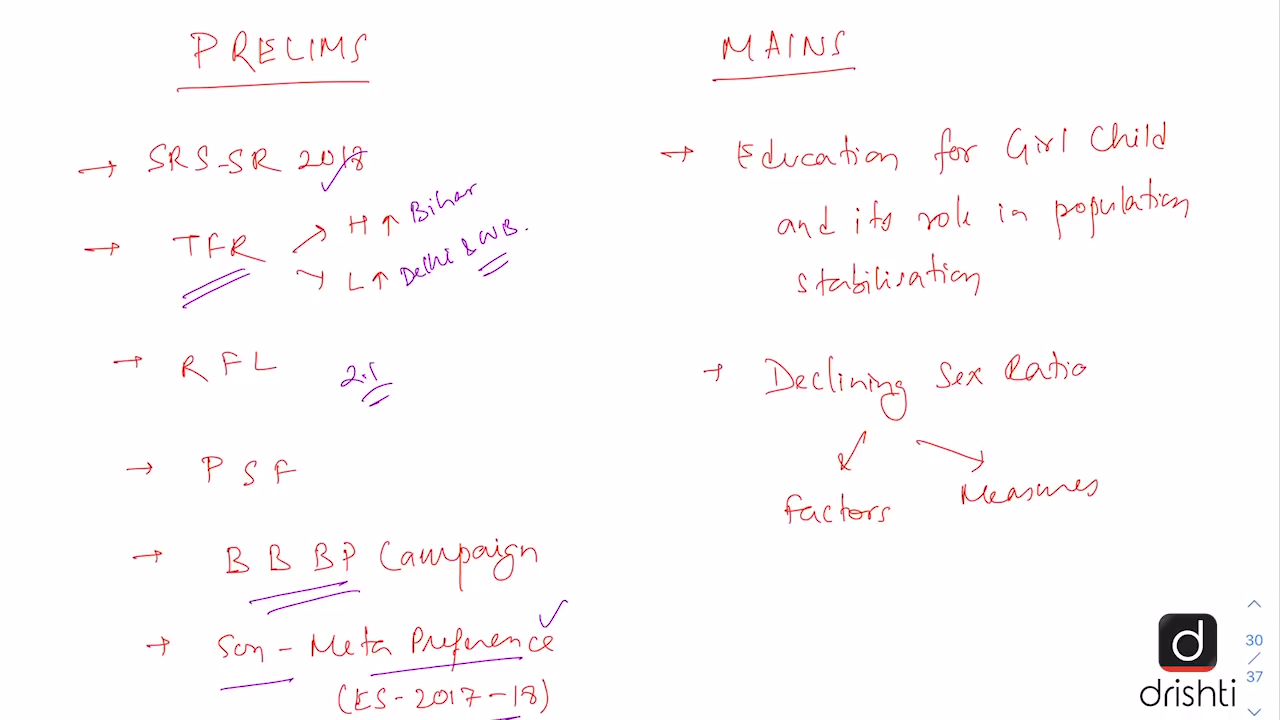 PRELIMS
→ SRS-SR 2018
→ TFR
→ H ↑ Bihar
→ L ↑ Delhi & WB.
→ RFL 2.1
→ PSF
→ BBBP Campaign
→ Son-Meta Preference
(ES-2017-18)
MAINS
→ Education for Girl Child
and its role in population
stabilisation
→ Declining Sex Ratio
Factors
Measures
d
drishti
30
/
37